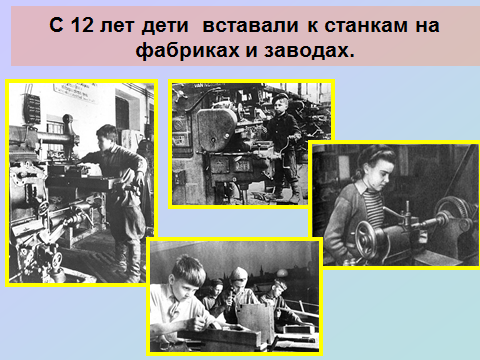 С 12 лет дети вставали к станкам на
фабриках и заводах.